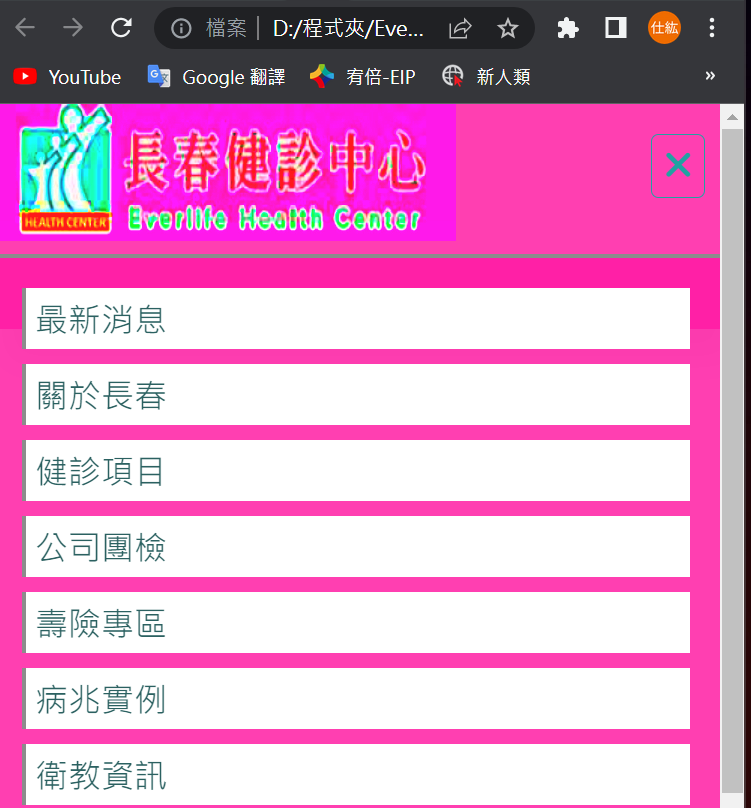 檔案 | D:/程式夾/Eve...
仕紘
YouTube Google 翻譯 宥倍-EIP 新人類 »
長春健診中心
Everlife Health Center
HEALTH CENTER
最新消息
關於長春
健診項目
公司團檢
壽險專區
病兆實例
衛教資訊